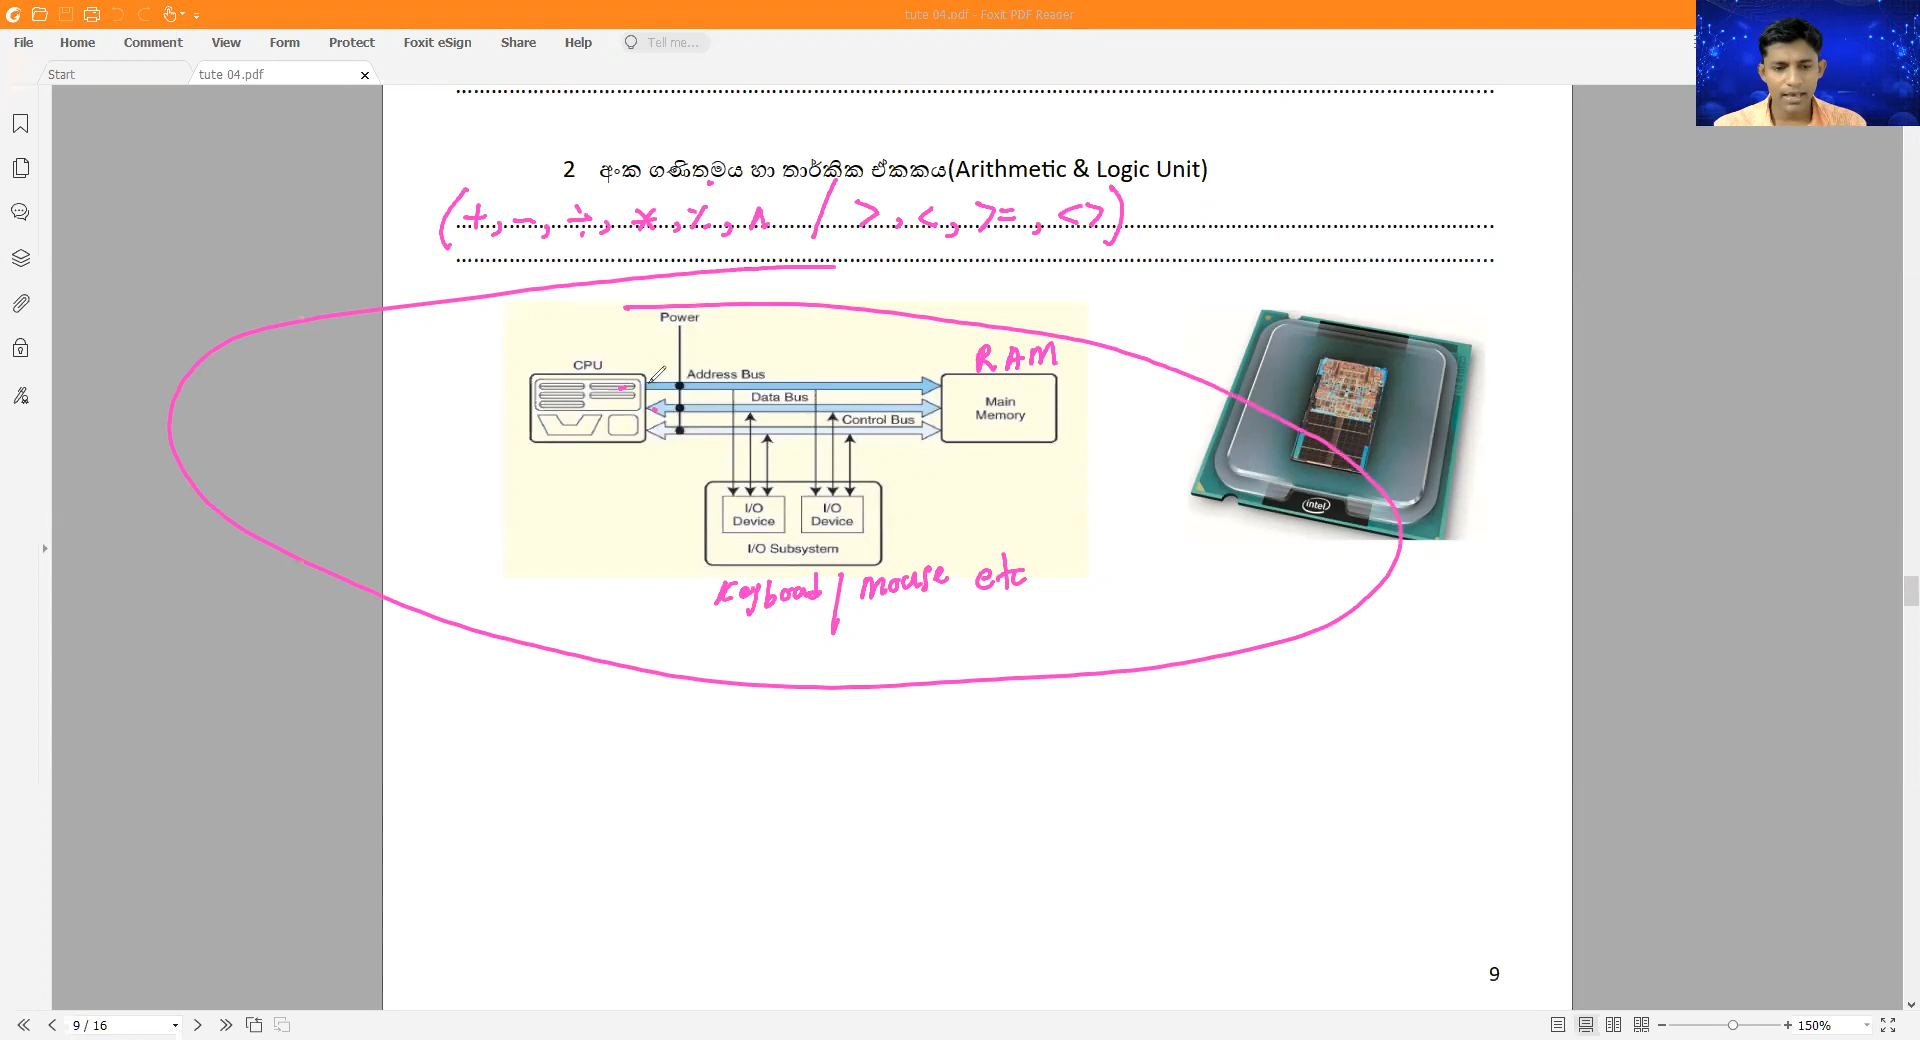 tute 04.pdf - Foxit PDF Reader
File Home Comment View Form Protect Foxit eSign Share Help Tell me...
Start tute 04.pdf
2 අංක ගණිතමය හා තාර්කික ඒකකය(Arithmetic & Logic Unit)
(+, -, ÷, *, %, ^ / >, <, >=, <>)
Power
RAM
CPU
Address Bus
Data Bus
Main
Control Bus
Memory
I/O I/O
Device Device
intel
I/O Subsystem
Keyboad / mouse etc
9
9 / 16
150%